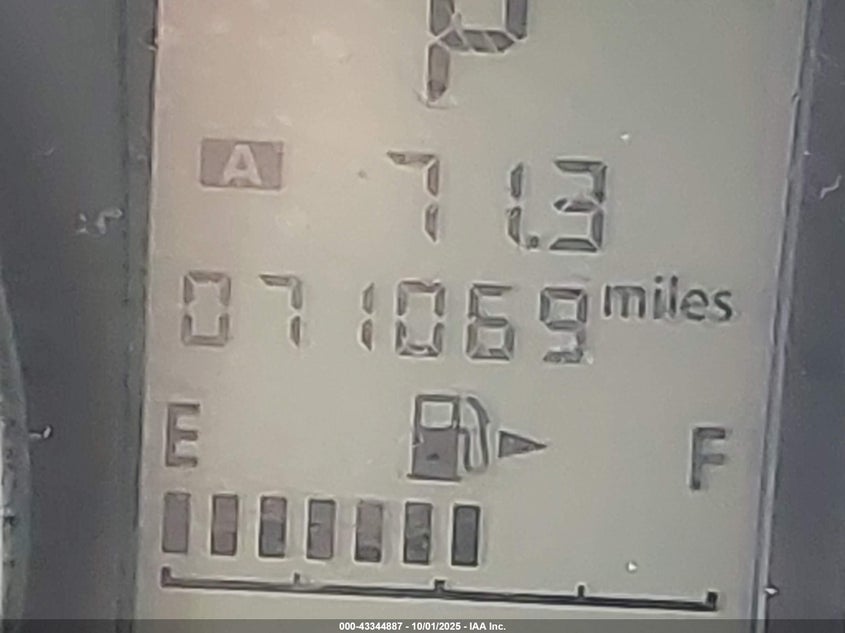 P
A 71.3
071069 miles
E F
000-43344887 - 10/01/2025 - IAA Inc.